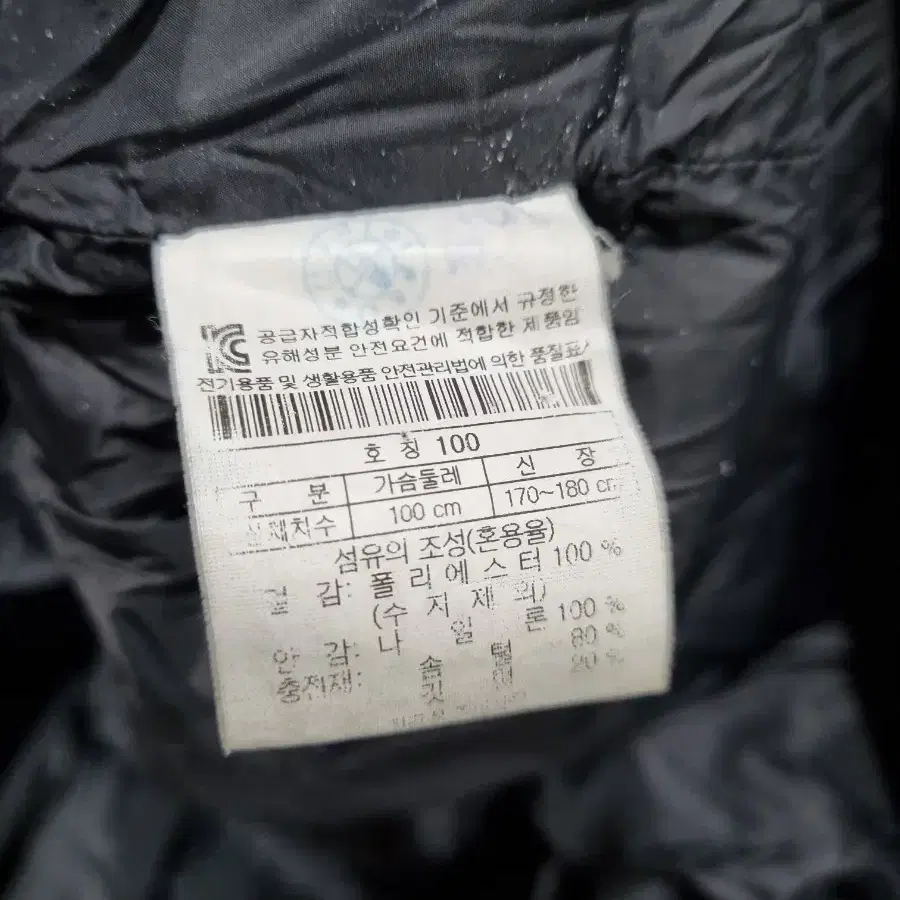 KC 공급자적합성확인 기준에서 규정한
유해성분 안전요건에 적합한 제품임
전기용품 및 생활용품 안전관리법에 의한 품질표
호 칭 100
구 분 가슴둘레 신 장
신체치수 100 cm 170~180 c
섬유의 조성(혼용율)
겉 감: 폴 리 에 스 터 100 %
(수 지 제 외)
안 감: 나 일 론 100 %
충전재: 솜 털 80 %
깃 털 20 %